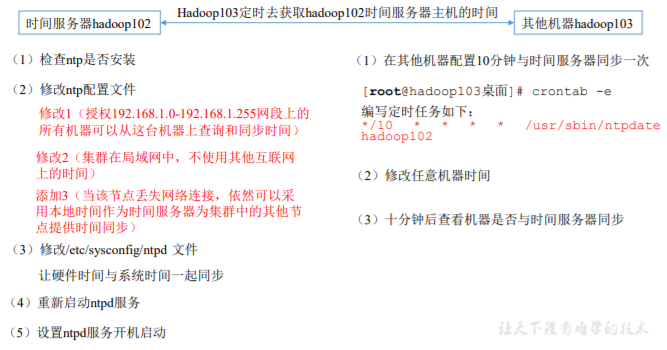 Hadoop103定时去获取hadoop102时间服务器主机的时间
时间服务器hadoop102
其他机器hadoop103
（1）检查ntp是否安装
（2）修改ntp配置文件
修改1（授权192.168.1.0-192.168.1.255网段上的
所有机器可以从这台机器上查询和同步时间）
修改2（集群在局域网中，不使用其他互联网
上的时间）
添加3（当该节点丢失网络连接，依然可以采
用本地时间作为时间服务器为集群中的其他节
点提供时间同步）
（3）修改/etc/sysconfig/ntpd 文件
让硬件时间与系统时间一起同步
（4）重新启动ntpd服务
（5）设置ntpd服务开机启动
（1）在其他机器配置10分钟与时间服务器同步一次
[root@hadoop103桌面]# crontab -e
编写定时任务如下：
*/10 * * * * /usr/sbin/ntpdate
hadoop102
（2）修改任意机器时间
（3）十分钟后查看机器是否与时间服务器同步
让天下没有难学的技术